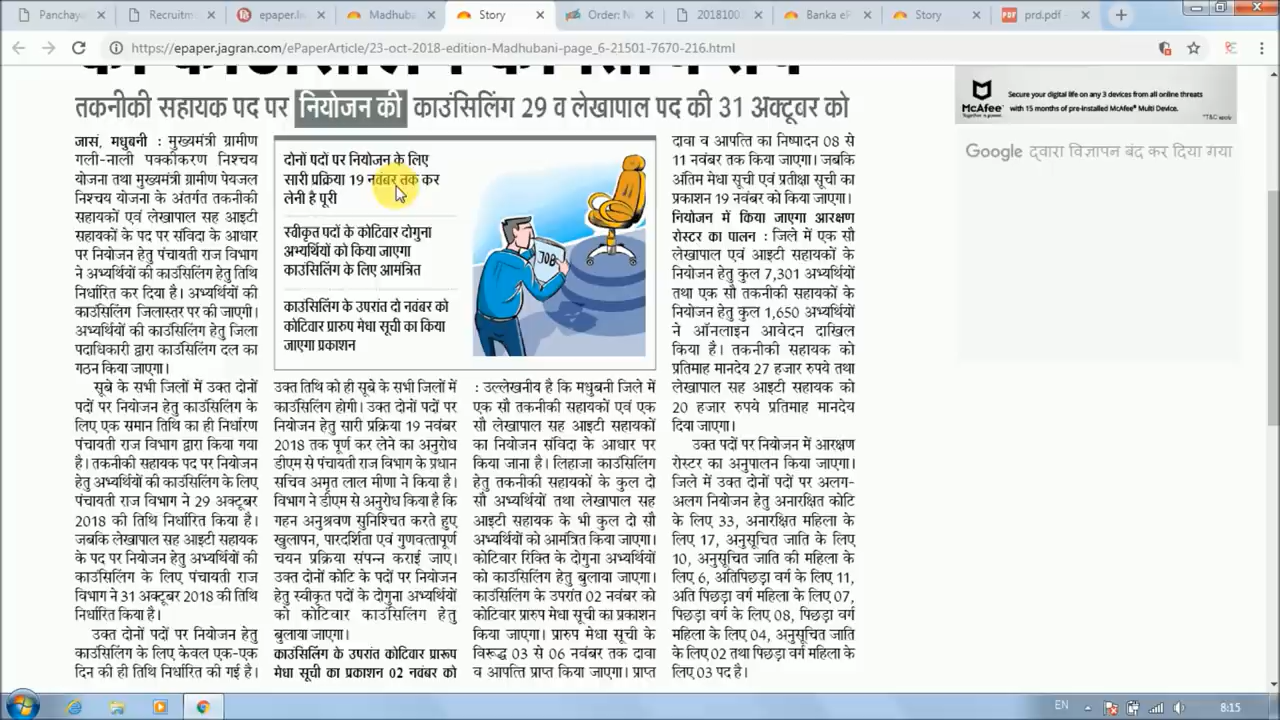 Panchaya
Recruitm
epaper.liv
Madhuba
Story
Order: Ne
2018100
Banka eP
Story
prd.pdf
https://epaper.jagran.com/ePaperArticle/23-oct-2018-edition-Madhubani-page_6-21501-7670-216.html
तकनीकी सहायक पद पर नियोजन की काउंसिलिंग 29 व लेखापाल पद की 31 अक्टूबर को
जासं, मधुबनी : मुख्यमंत्री ग्रामीण
गली-नाली पक्कीकरण निश्चय
योजना तथा मुख्यमंत्री ग्रामीण पेयजल
निश्चय योजना के अंतर्गत तकनीकी
सहायकों एवं लेखापाल सह आइटी
सहायकों के पद पर संविदा के आधार
पर नियोजन हेतु पंचायती राज विभाग
ने अभ्यर्थियों की काउंसिलिंग हेतु तिथि
निर्धारित कर दिया है। अभ्यर्थियों की
काउंसिलिंग जिलास्तर पर की जाएगी।
अभ्यर्थियों की काउंसिलिंग हेतु जिला
पदाधिकारी द्वारा काउंसिलिंग दल का
गठन किया जाएगा।
सूबे के सभी जिलों में उक्त दोनों
पदों पर नियोजन हेतु काउंसिलिंग के
लिए एक समान तिथि का ही निर्धारण
पंचायती राज विभाग द्वारा किया गया
है। तकनीकी सहायक पद पर नियोजन
हेतु अभ्यर्थियों की काउंसिलिंग के लिए
पंचायती राज विभाग ने 29 अक्टूबर
2018 की तिथि निर्धारित किया है।
जबकि लेखापाल सह आइटी सहायक
के पद पर नियोजन हेतु अभ्यर्थियों की
काउंसिलिंग के लिए पंचायती राज
विभाग ने 31 अक्टूबर 2018 की तिथि
निर्धारित किया है।
उक्त दोनों पदों पर नियोजन हेतु
काउंसिलिंग के लिए केवल एक-एक
दिन की ही तिथि निर्धारित की गई है।
दोनों पदों पर नियोजन के लिए
सारी प्रक्रिया 19 नवंबर तक कर
लेनी है पूरी
स्वीकृत पदों के कोटिवार दोगुना
अभ्यर्थियों को किया जाएगा
काउंसिलिंग के लिए आमंत्रित
काउंसिलिंग के उपरांत दो नवंबर को
कोटिवार प्रारुप मेधा सूची का किया
जाएगा प्रकाशन
JOB
उक्त तिथि को ही सूबे के सभी जिलों में
काउंसिलिंग होगी। उक्त दोनों पदों पर
नियोजन हेतु सारी प्रक्रिया 19 नवंबर
2018 तक पूर्ण कर लेने का अनुरोध
डीएम से पंचायती राज विभाग के प्रधान
सचिव अमृत लाल मीणा ने किया है।
विभाग ने डीएम से अनुरोध किया है कि
गहन अनुश्रवण सुनिश्चित करते हुए
खुलापन, पारदर्शिता एवं गुणवत्तापूर्ण
चयन प्रक्रिया संपन्न कराई जाए।
उक्त दोनों कोटि के पदों पर नियोजन
हेतु स्वीकृत पदों के दोगुना अभ्यर्थियों
को कोटिवार काउंसिलिंग हेतु
बुलाया जाएगा।
काउंसिलिंग के उपरांत कोटिवार प्रारूप
मेधा सूची का प्रकाशन 02 नवंबर को
: उल्लेखनीय है कि मधुबनी जिले में
एक सौ तकनीकी सहायकों एवं एक
सौ लेखापाल सह आइटी सहायकों
का नियोजन संविदा के आधार पर
किया जाना है। लिहाजा काउंसिलिंग
हेतु तकनीकी सहायकों के कुल दो
सौ अभ्यर्थियों तथा लेखापाल सह
आइटी सहायक के भी कुल दो सौ
अभ्यर्थियों को आमंत्रित किया जाएगा।
कोटिवार रिक्ति के दोगुना अभ्यर्थियों
को काउंसिलिंग हेतु बुलाया जाएगा।
काउंसिलिंग के उपरांत 02 नवंबर को
कोटिवार प्रारुप मेधा सूची का प्रकाशन
किया जाएगा। प्रारुप मेधा सूची के
विरूद्ध 03 से 06 नवंबर तक दावा
व आपत्ति प्राप्त किया जाएगा। प्राप्त
दावा व आपत्ति का निष्पादन 08 से
11 नवंबर तक किया जाएगा। जबकि
अंतिम मेधा सूची एवं प्रतीक्षा सूची का
प्रकाशन 19 नवंबर को किया जाएगा।
नियोजन में किया जाएगा आरक्षण
रोस्टर का पालन : जिले में एक सौ
लेखापाल एवं आइटी सहायकों के
नियोजन हेतु कुल 7,301 अभ्यर्थियों
तथा एक सौ तकनीकी सहायकों के
नियोजन हेतु कुल 1,650 अभ्यर्थियों
ने ऑनलाइन आवेदन दाखिल
किया है। तकनीकी सहायक को
प्रतिमाह मानदेय 27 हजार रुपये तथा
लेखापाल सह आइटी सहायक को
20 हजार रुपये प्रतिमाह मानदेय
दिया जाएगा।
उक्त पदों पर नियोजन में आरक्षण
रोस्टर का अनुपालन किया जाएगा।
जिले में उक्त दोनों पदों पर अलग-
अलग नियोजन हेतु अनारक्षित कोटि
के लिए 33, अनारक्षित महिला के
लिए 17, अनुसूचित जाति के लिए
10, अनुसूचित जाति की महिला के
लिए 6, अतिपिछड़ा वर्ग के लिए 11,
अति पिछड़ा वर्ग महिला के लिए 07,
पिछड़ा वर्ग के लिए 08, पिछड़ा वर्ग
महिला के लिए 04, अनुसूचित जाति
के लिए 02 तथा पिछड़ा वर्ग महिला के
लिए 03 पद है।
McAfee
Together is power.
Secure your digital life on any 3 devices from all online threats
with 15 months of pre-installed McAfee® Multi Device.
*T&C apply
Google द्वारा विज्ञापन बंद कर दिया गया
EN
8:15